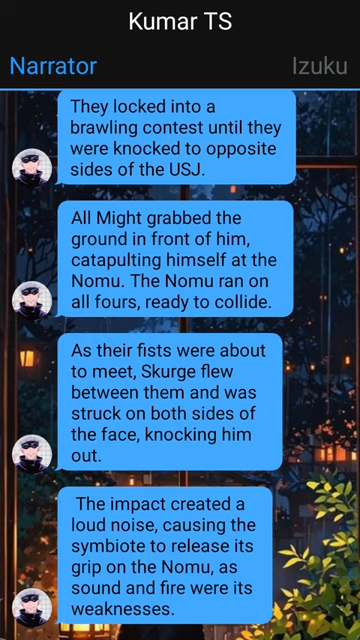 Kumar TS
Narrator
Izuku
They locked into a
brawling contest until they
were knocked to opposite
sides of the USJ.
All Might grabbed the
ground in front of him,
catapulting himself at the
Nomu. The Nomu ran on
all fours, ready to collide.
As their fists were about
to meet, Skurge flew
between them and was
struck on both sides of
the face, knocking him
out.
The impact created a
loud noise, causing the
symbiote to release its
grip on the Nomu, as
sound and fire were its
weaknesses.